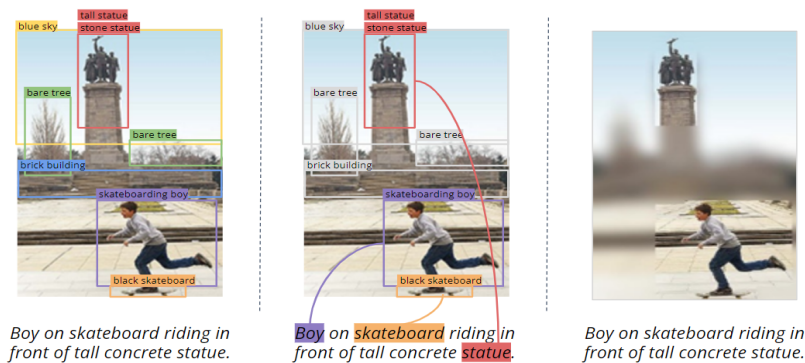 tall statue
blue sky
stone statue
bare tree
bare tree
brick building
skateboarding boy
black skateboard
Boy on skateboard riding in
front of tall concrete statue.
tall statue
blue sky
stone statue
bare tree
bare tree
brick building
skateboarding boy
black skateboard
Boy on skateboard riding in
front of tall concrete statue.
Boy on skateboard riding in
front of tall concrete statue.